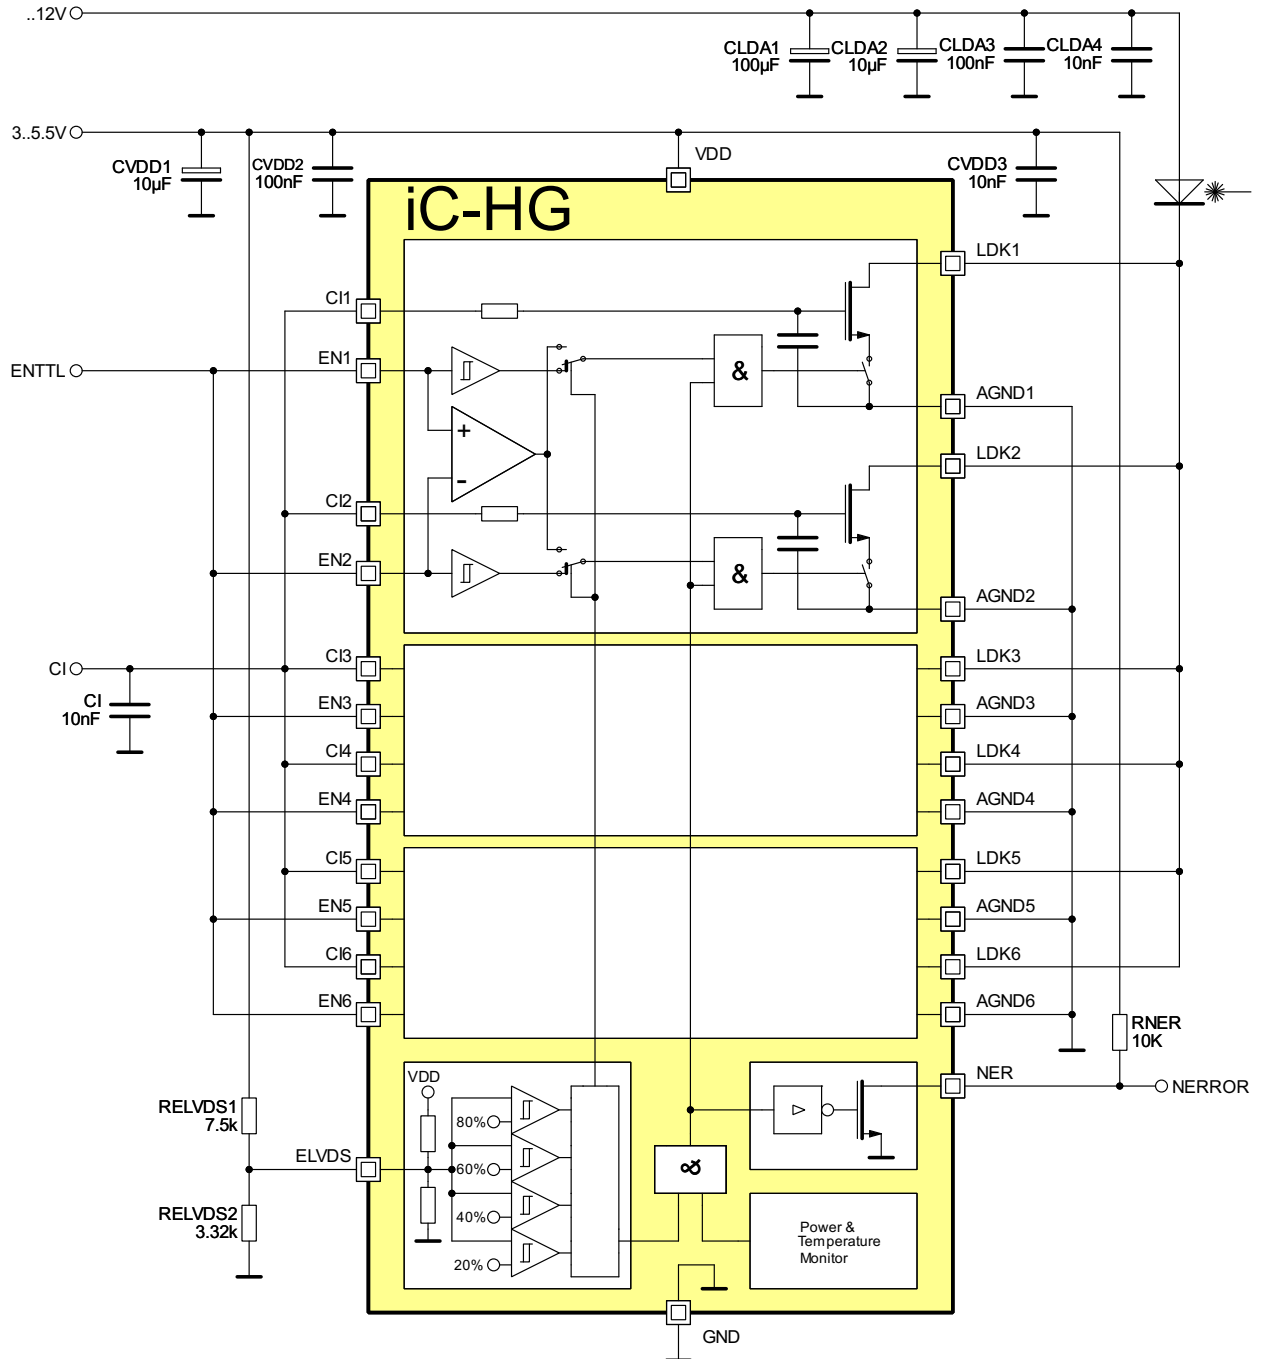 ..12V
CLDA1
100µF
CLDA2
10µF
CLDA3
100nF
CLDA4
10nF
3..5.5V
CVDD1
10µF
CVDD2
100nF
VDD
CVDD3
10nF
iC-HG
LDK1
CI1
EN1
ENTTL
&
AGND1
+
LDK2
-
CI2
EN2
&
AGND2
CI
CI3
LDK3
CI
10nF
EN3
AGND3
CI4
LDK4
EN4
AGND4
CI5
LDK5
EN5
AGND5
CI6
LDK6
EN6
AGND6
RNER
10K
VDD
NER
NERROR
RELVDS1
7.5k
80%
ELVDS
60%
&
RELVDS2
3.32k
40%
20%
Power &
Temperature
Monitor
GND